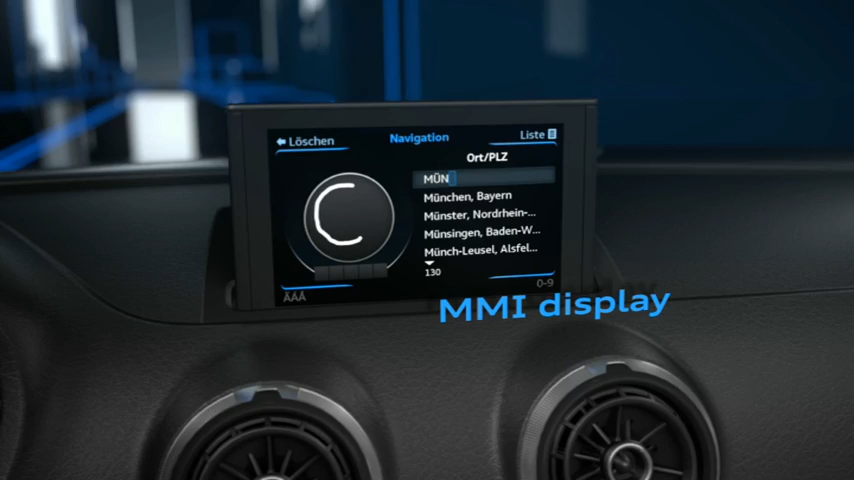 Löschen
Navigation
Liste
Ort/PLZ
MÜN
München, Bayern
Münster, Nordrhein-...
Münsingen, Baden-W...
Münch-Leusel, Alsfel...
130
C
ÄÂÀ
0-9
MMI display